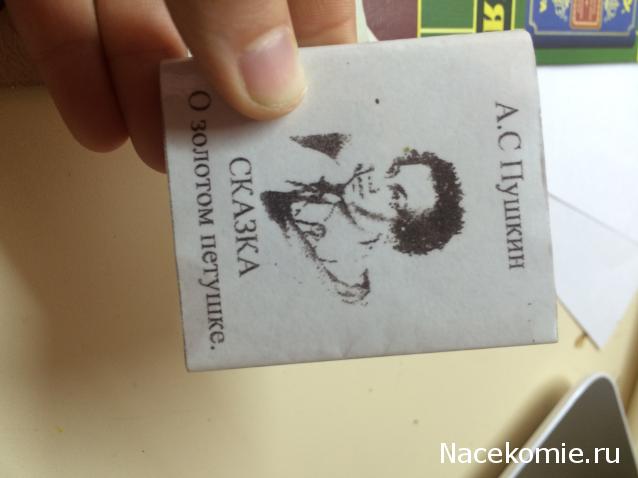 А.С Пушкин
СКАЗКА
О золотом петушке.
Я
Nacekomie.ru